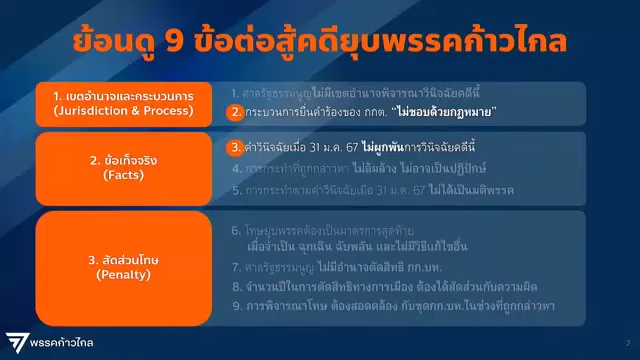 ย้อนดู 9 ข้อต่อสู้คดียุบพรรคก้าวไกล
1. เขตอำนาจและกระบวนการ
(Jurisdiction & Process)
1. ศาลรัฐธรรมนูญไม่มีเขตอำนาจพิจารณาวินิจฉัยคดีนี้
2. กระบวนการยื่นคำร้องของ กกต. “ไม่ชอบด้วยกฎหมาย”
2. ข้อเท็จจริง
(Facts)
3. คำวินิจฉัยเมื่อ 31 ม.ค. 67 ไม่ผูกพันการวินิจฉัยคดีนี้
4. การกระทำที่ถูกกล่าวหา ไม่ล้มล้าง ไม่อาจเป็นปฏิปักษ์
5. การกระทำตามคำวินิจฉัยเมื่อ 31 ม.ค. 67 ไม่ได้เป็นมติพรรค
3. สัดส่วนโทษ
(Penalty)
6. โทษยุบพรรคต้องเป็นมาตรการสุดท้าย
เมื่อจำเป็น ฉุกเฉิน ฉับพลัน และไม่มีวิธีแก้ไขอื่น
7. ศาลรัฐธรรมนูญ ไม่มีอำนาจตัดสิทธิ กก.บห.
8. จำนวนปีในการตัดสิทธิทางการเมือง ต้องได้สัดส่วนกับความผิด
9. การพิจารณาโทษ ต้องสอดคล้อง กับชุดกก.บห.ในช่วงที่ถูกกล่าวหา
พรรคก้าวไกล
2